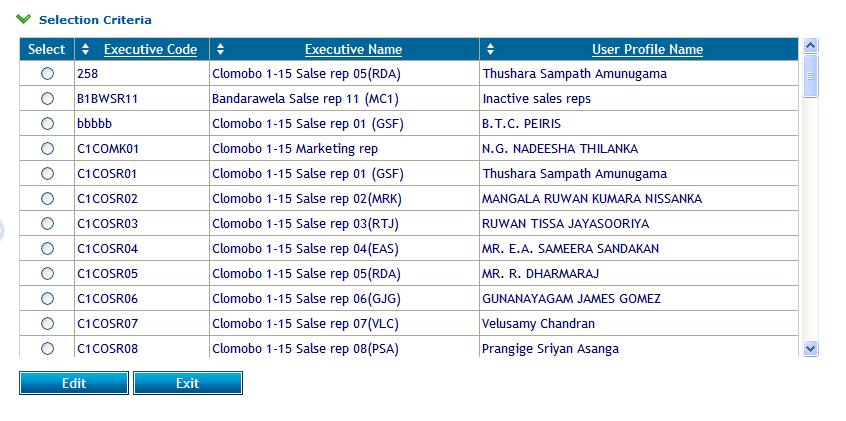 Selection Criteria
Select Executive Code Executive Name User Profile Name
258 Clomobo 1-15 Salse rep 05(RDA) Thushara Sampath Amunugama
B1BWSR11 Bandarawela Salse rep 11 (MC1) Inactive sales reps
bbbbb Clomobo 1-15 Salse rep 01 (GSF) B.T.C. PEIRIS
C1COMK01 Clomobo 1-15 Marketing rep N.G. NADEESHA THILANKA
C1COSR01 Clomobo 1-15 Salse rep 01 (GSF) Thushara Sampath Amunugama
C1COSR02 Clomobo 1-15 Salse rep 02(MRK) MANGALA RUWAN KUMARA NISSANKA
C1COSR03 Clomobo 1-15 Salse rep 03(RTJ) RUWAN TISSA JAYASOORIYA
C1COSR04 Clomobo 1-15 Salse rep 04(EAS) MR. E.A. SAMEERA SANDAKAN
C1COSR05 Clomobo 1-15 Salse rep 05(RDA) MR. R. DHARMARAJ
C1COSR06 Clomobo 1-15 Salse rep 06(GJG) GUNANAYAGAM JAMES GOMEZ
C1COSR07 Clomobo 1-15 Salse rep 07(VLC) Velusamy Chandran
C1COSR08 Clomobo 1-15 Salse rep 08(PSA) Prangige Sriyan Asanga
Edit Exit